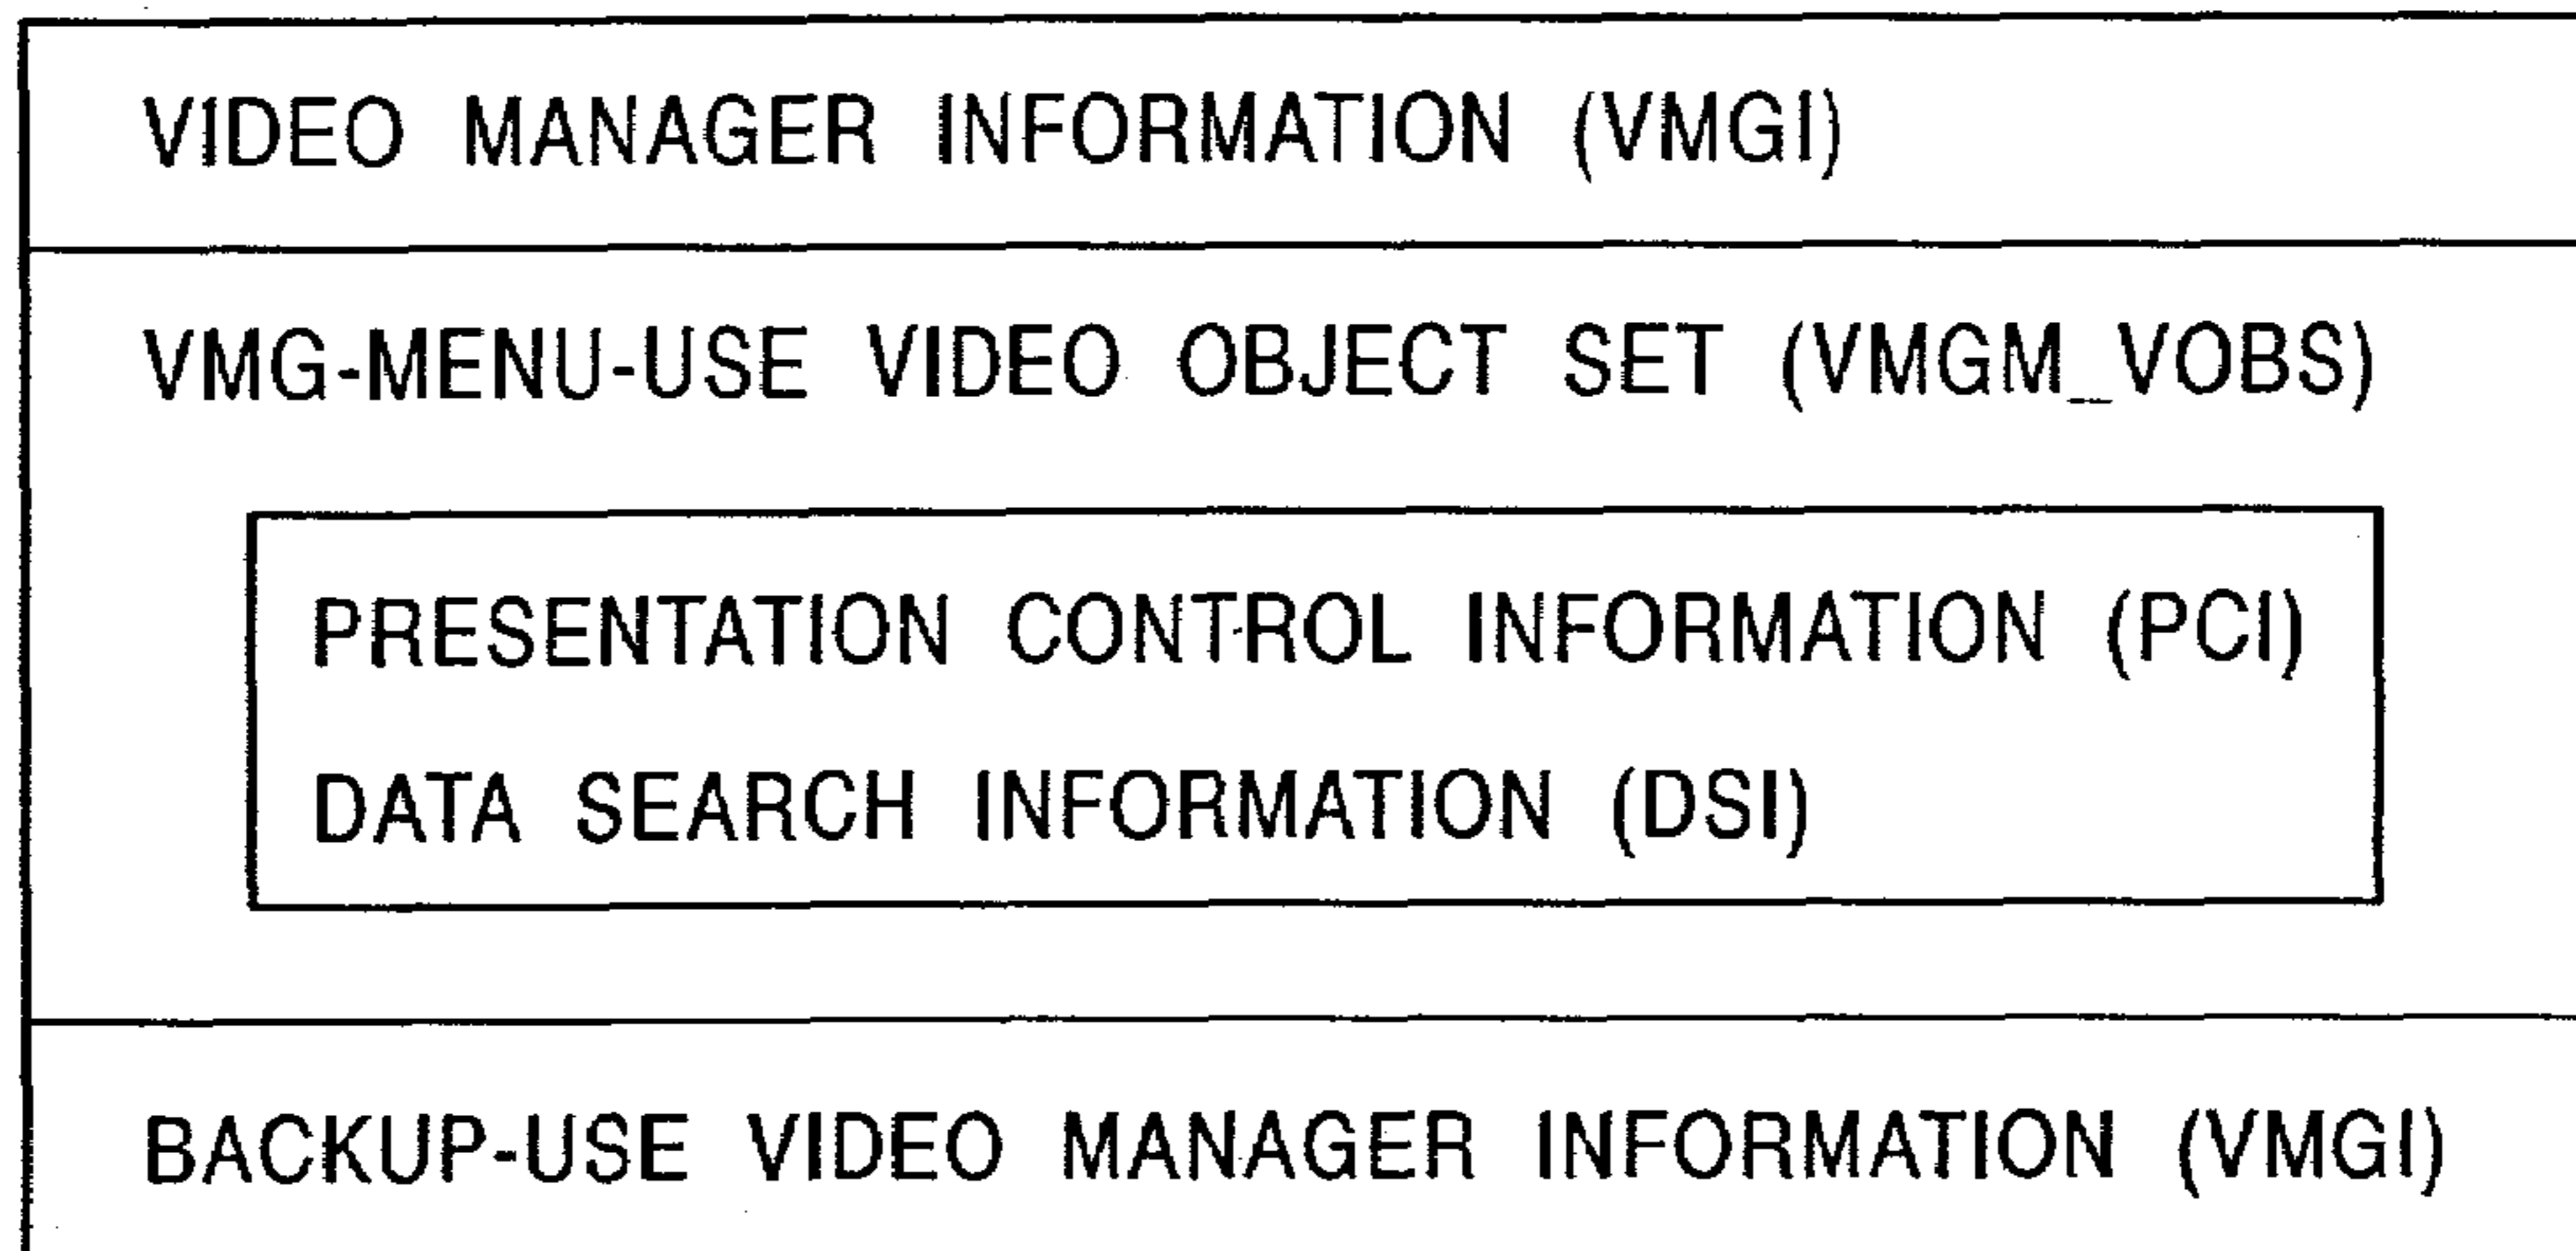 VIDEO MANAGER INFORMATION (VMGI)
VMG-MENU-USE VIDEO OBJECT SET (VMGM_VOBS)
PRESENTATION CONTROL INFORMATION (PCI)
DATA SEARCH INFORMATION (DSI)
BACKUP-USE VIDEO MANAGER INFORMATION (VMGI)